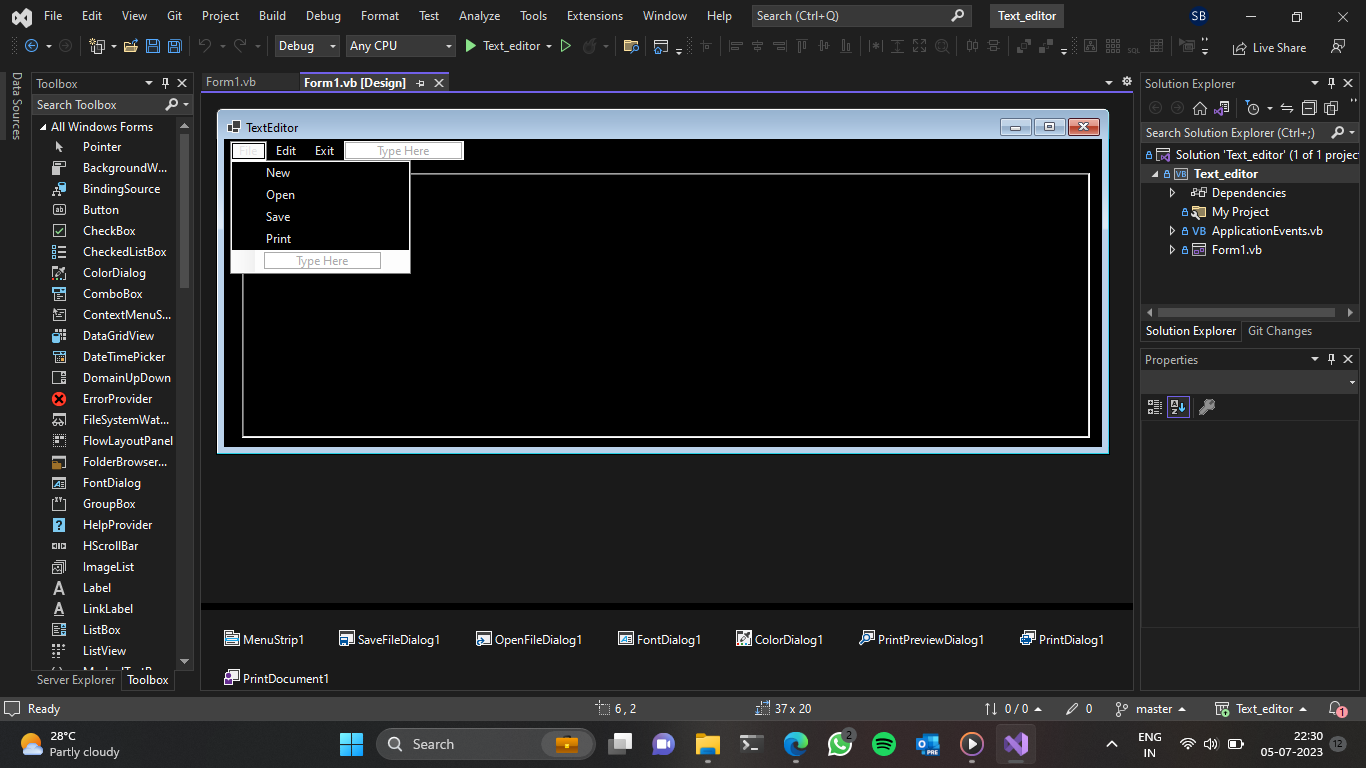 File Edit View Git Project Build Debug Format Test Analyze Tools Extensions Window Help Search (Ctrl+Q) Text_editor SB
Debug Any CPU Text_editor Live Share
Data Sources
Toolbox
Search Toolbox
All Windows Forms
Pointer
BackgroundW...
BindingSource
Button
CheckBox
CheckedListBox
ColorDialog
ComboBox
ContextMenuS...
DataGridView
DateTimePicker
DomainUpDown
ErrorProvider
FileSystemWat...
FlowLayoutPanel
FolderBrowser...
FontDialog
GroupBox
HelpProvider
HScrollBar
ImageList
Label
LinkLabel
ListBox
ListView
Server Explorer Toolbox
Form1.vb Form1.vb [Design]
TextEditor
File Edit Exit Type Here
New
Open
Save
Print
Type Here
MenuStrip1 SaveFileDialog1 OpenFileDialog1 FontDialog1 ColorDialog1 PrintPreviewDialog1 PrintDialog1
PrintDocument1
Solution Explorer
Search Solution Explorer (Ctrl+;)
Solution 'Text_editor' (1 of 1 projec
VB Text_editor
Dependencies
My Project
VB ApplicationEvents.vb
Form1.vb
Solution Explorer Git Changes
Properties
Ready 6 , 2 37 x 20 0 / 0 0 master Text_editor 1
28°C
Partly cloudy
Search
2
PRE
ENG
IN
22:30
05-07-2023
12